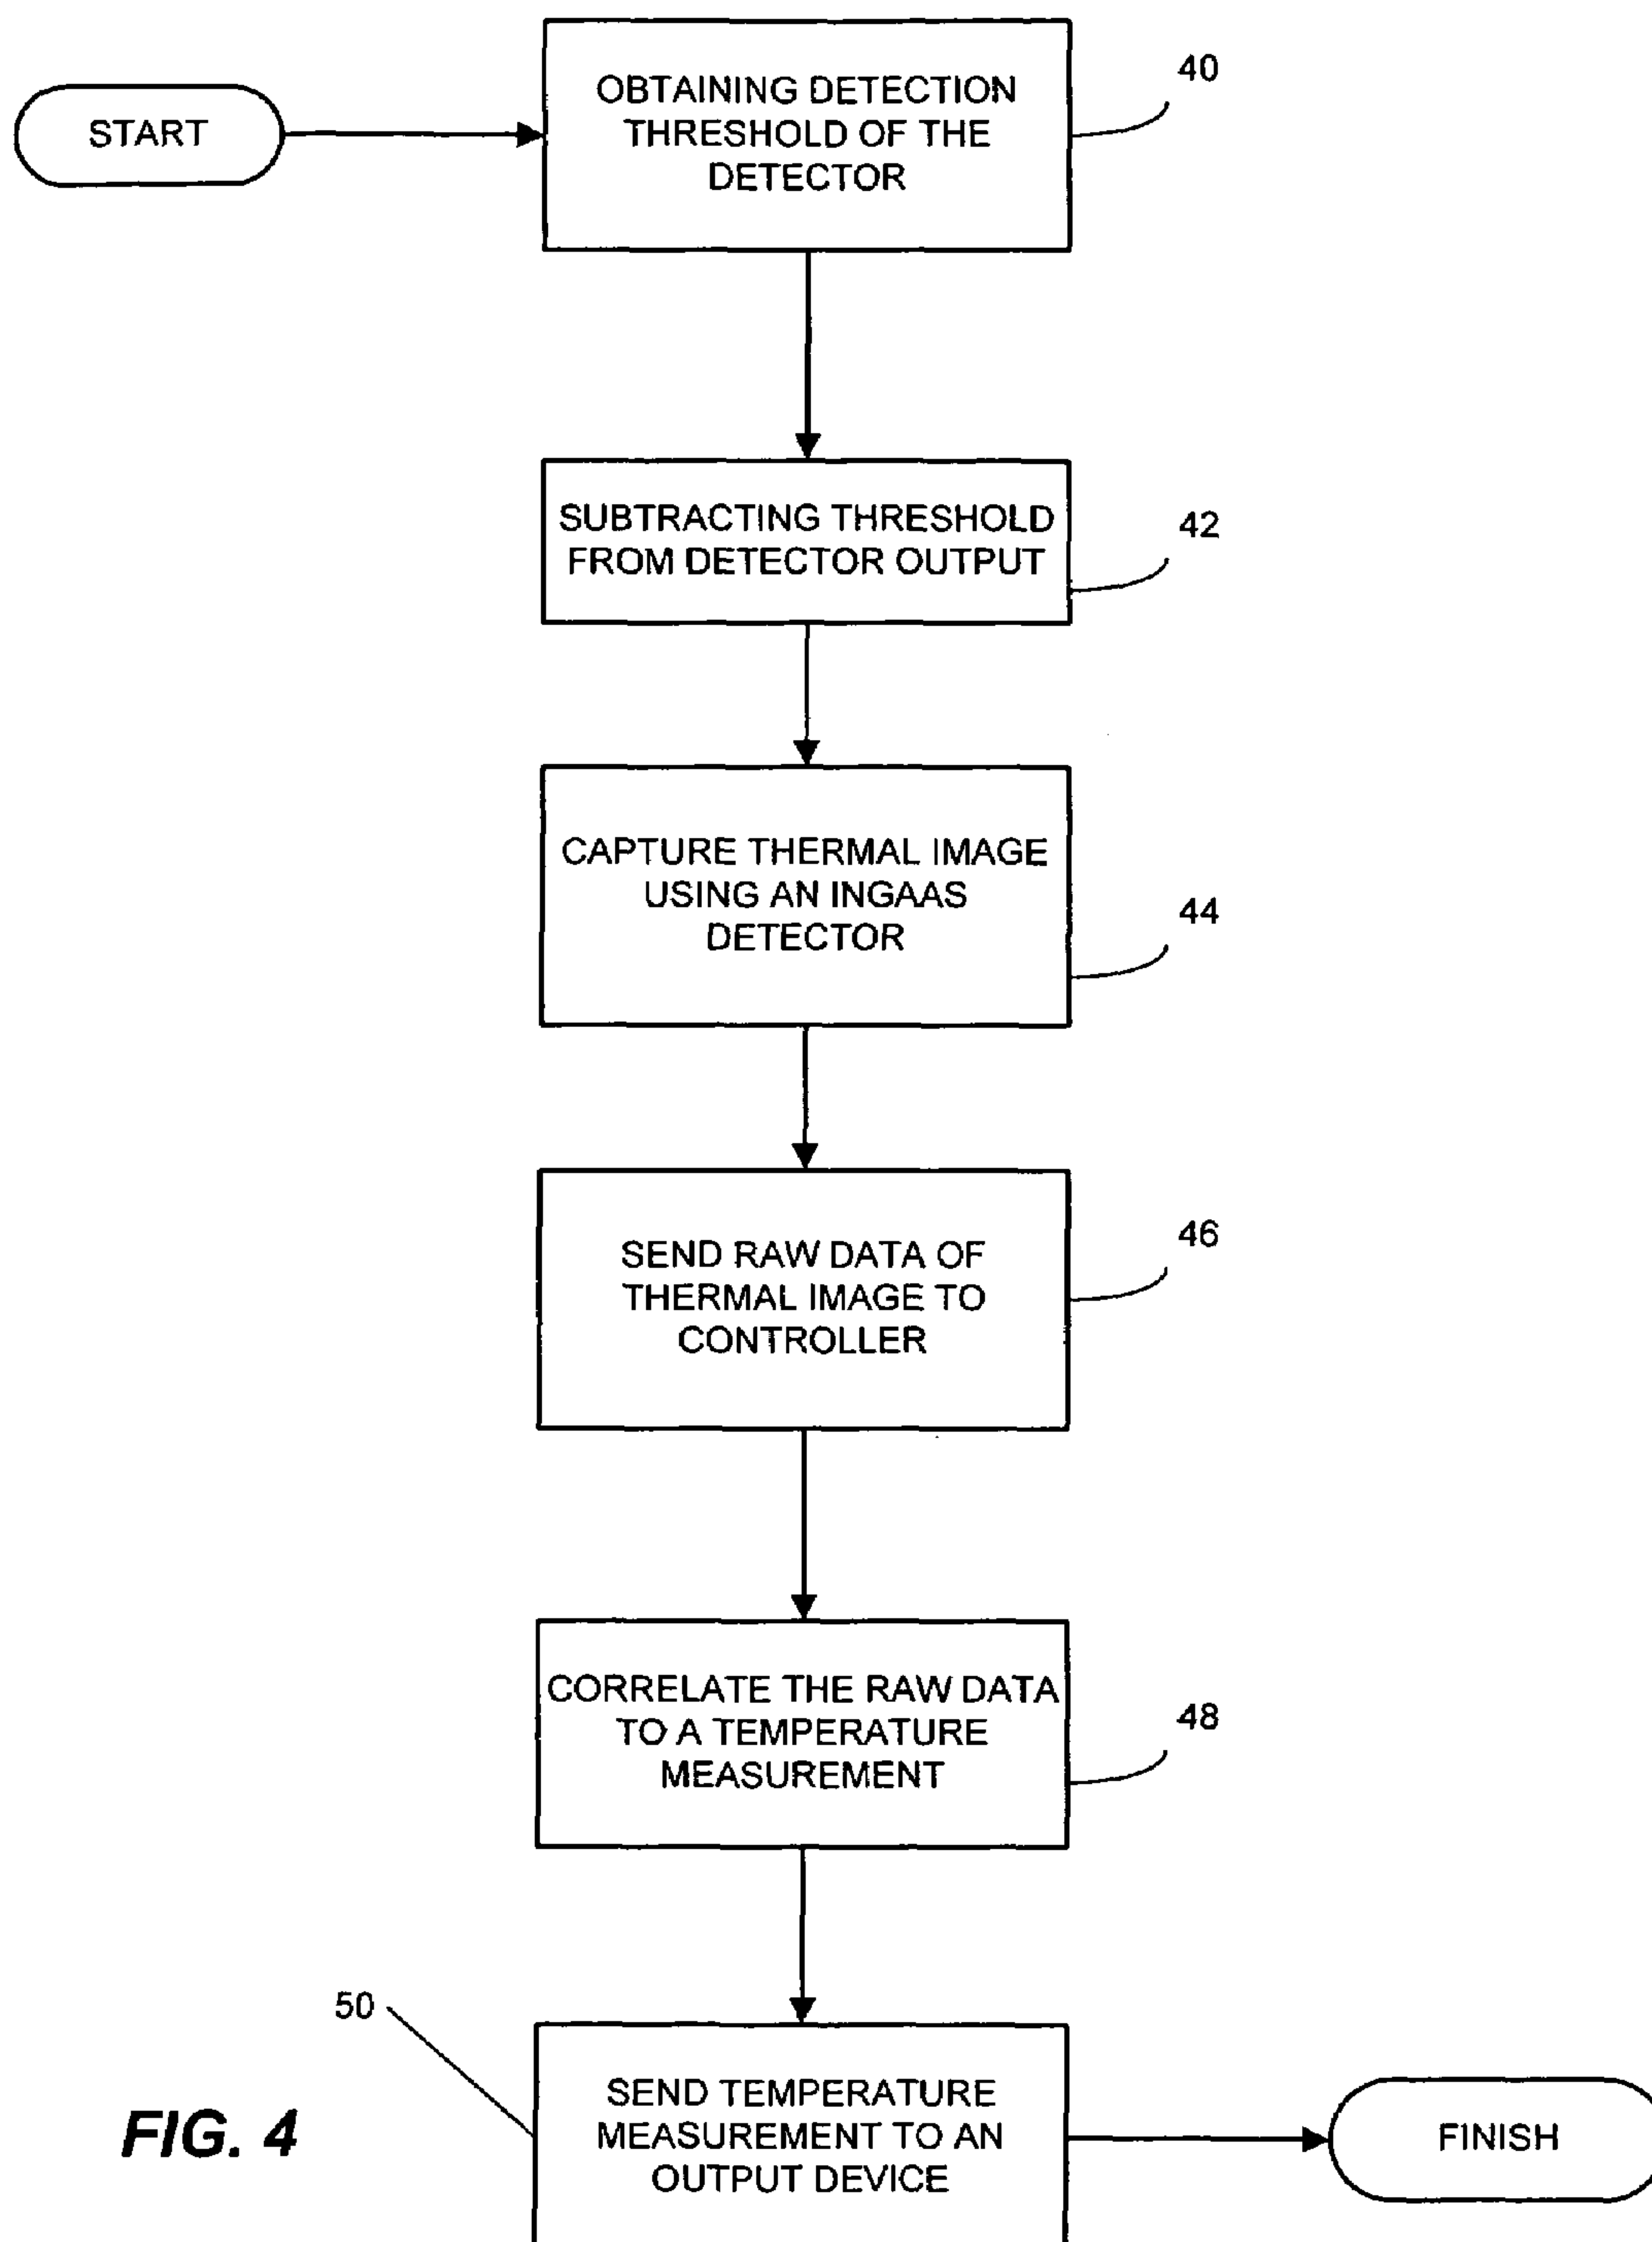 START
OBTAINING DETECTION
THRESHOLD OF THE
DETECTOR
40
SUBTRACTING THRESHOLD
FROM DETECTOR OUTPUT
42
CAPTURE THERMAL IMAGE
USING AN INGAAS
DETECTOR
44
SEND RAW DATA OF
THERMAL IMAGE TO
CONTROLLER
46
CORRELATE THE RAW DATA
TO A TEMPERATURE
MEASUREMENT
48
50
SEND TEMPERATURE
MEASUREMENT TO AN
OUTPUT DEVICE
FINISH
FIG. 4